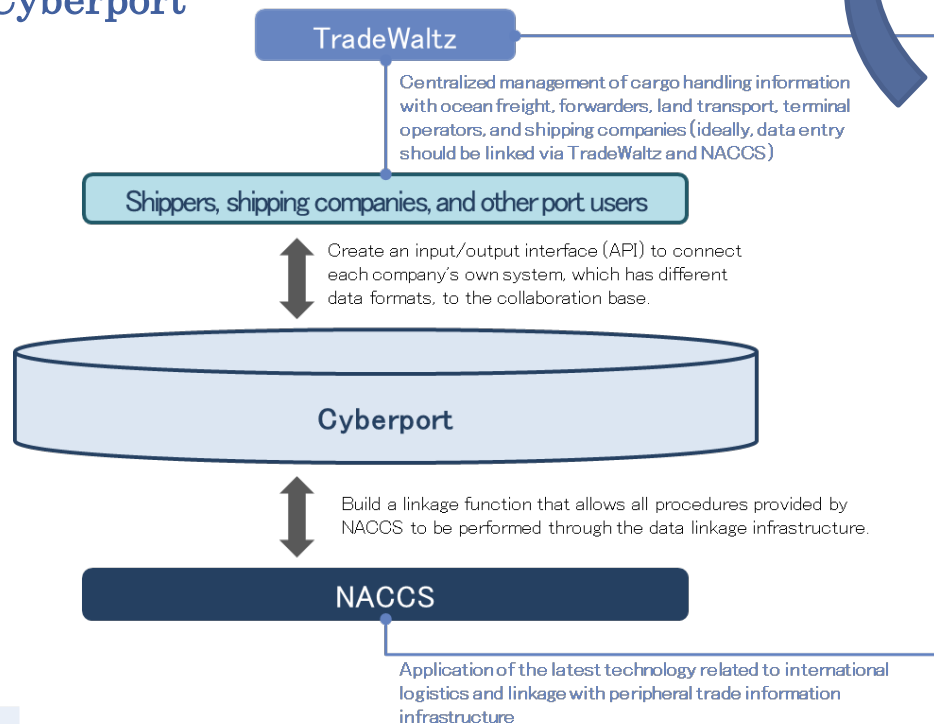 Cyberport
TradeWaltz
Centralized management of cargo handling information
with ocean freight, forwarders, land transport, terminal
operators, and shipping companies (ideally, data entry
should be linked via TradeWaltz and NACCS)
Shippers, shipping companies, and other port users
Create an input/output interface (API) to connect
each company's own system, which has different
data formats, to the collaboration base.
Cyberport
Build a linkage function that allows all procedures provided by
NACCS to be performed through the data linkage infrastructure.
NACCS
Application of the latest technology related to international
logistics and linkage with peripheral trade information
infrastructure